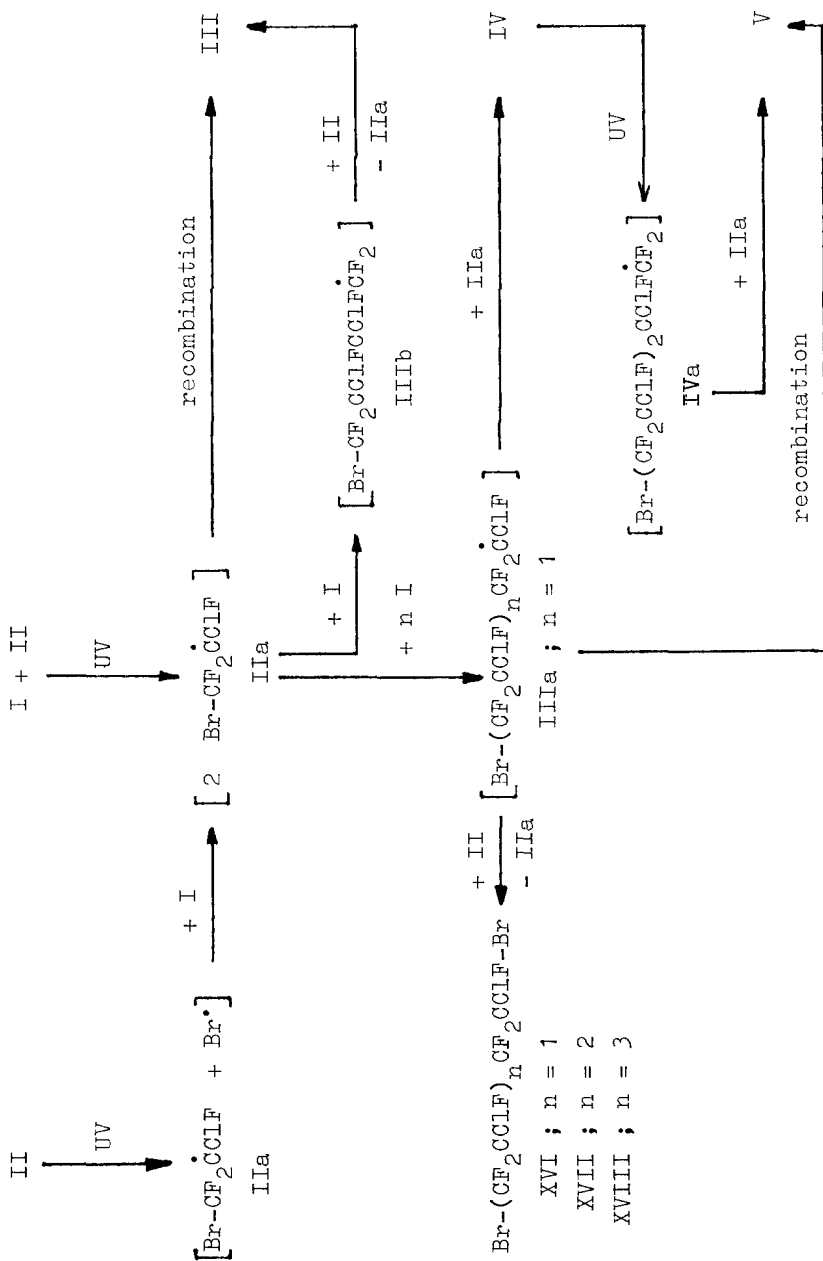 II
UV
[Br-CF₂ĊClF + Br•]
IIa
+ I
I + II
UV
[2 Br-CF₂ĊClF]
IIa
recombination
III
+ I
+ n I
[Br-CF₂CClFCClFĊF₂]
IIIb
+ II
- IIa
Br-(CF₂CClF)ₙCF₂CClF-Br
XVI ; n = 1
XVII ; n = 2
XVIII ; n = 3
+ II
- IIa
[Br-(CF₂CClF)ₙCF₂ĊClF]
IIIa ; n = 1
+ IIa
IV
UV
[Br-(CF₂CClF)₂CClFĊF₂]
IVa
+ IIa
V
recombination